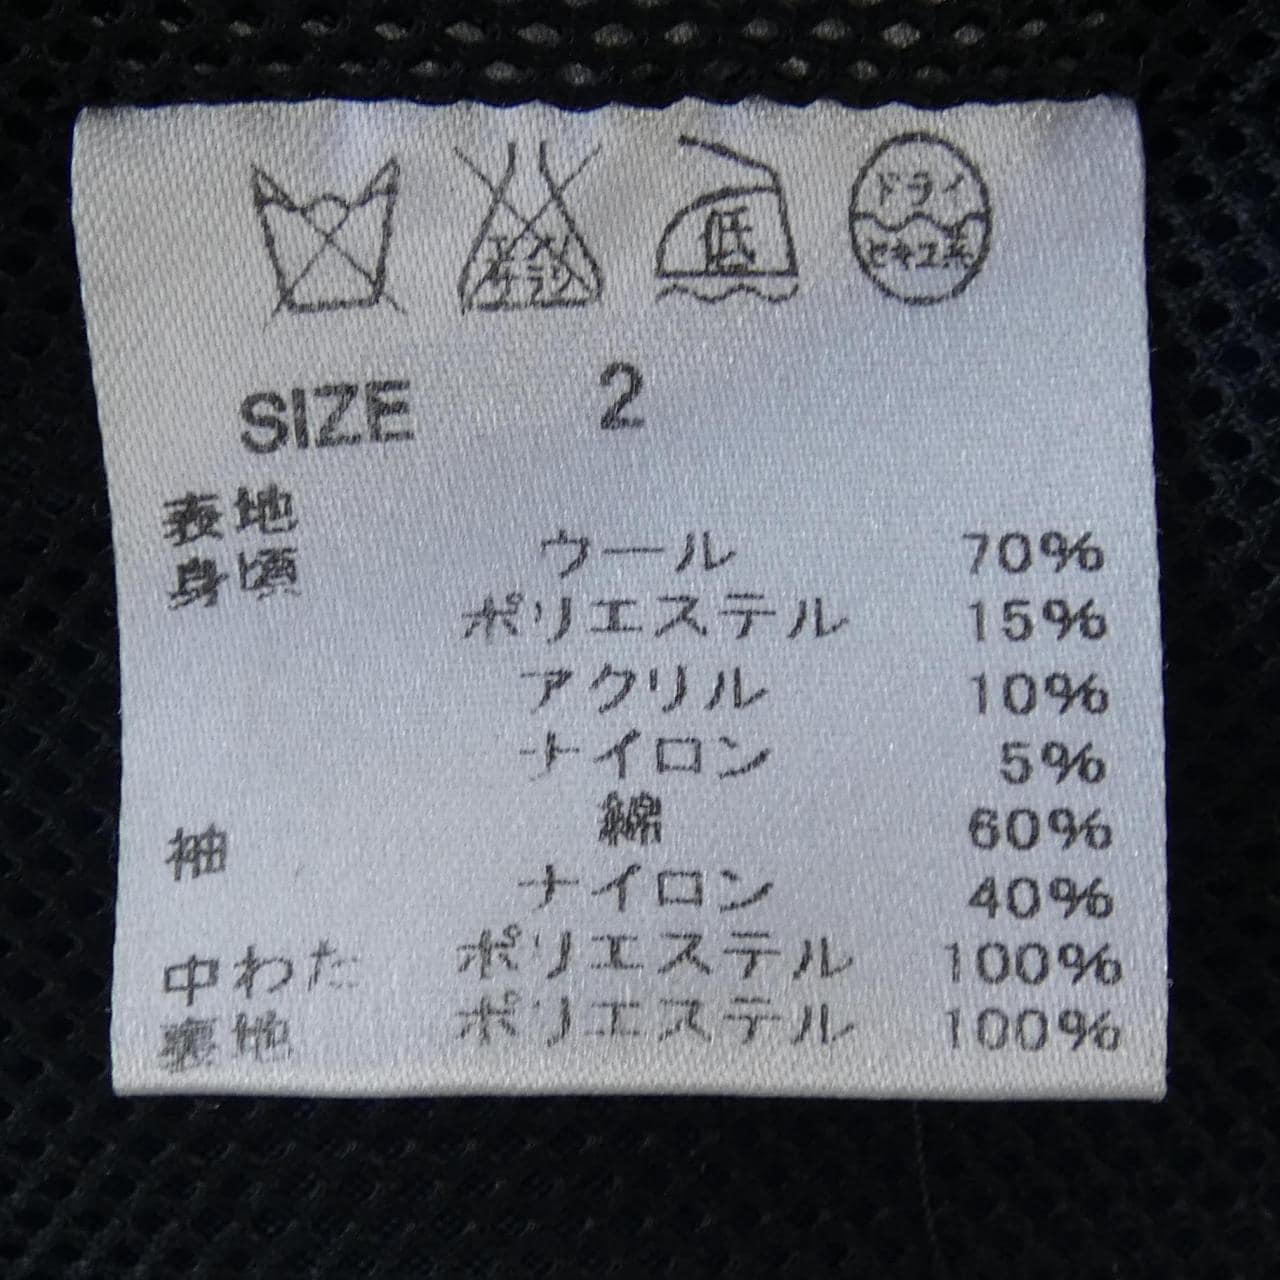 エンソ
サラシ
低
ドライ
セキユ系
SIZE 2
表地
身頃 ウール 70%
ポリエステル 15%
アクリル 10%
ナイロン 5%
袖 綿 60%
ナイロン 40%
中わた ポリエステル 100%
裏地 ポリエステル 100%